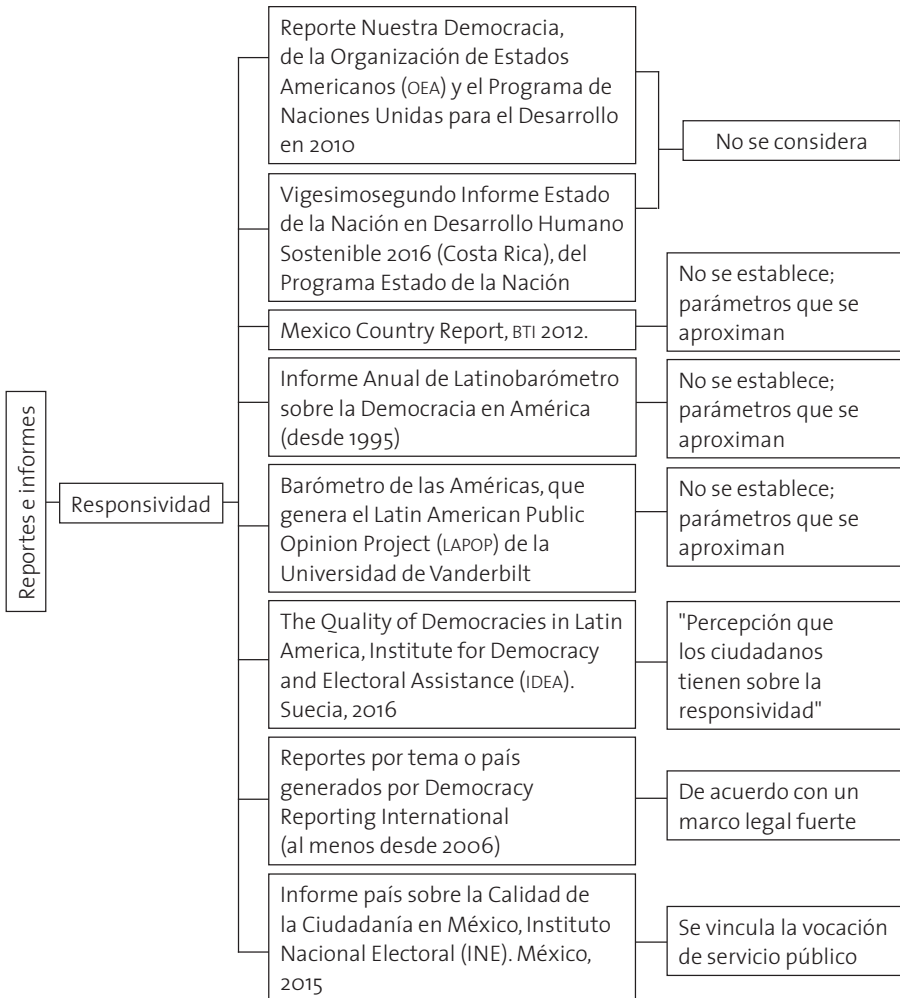 Reportes e informes
Responsividad
Reporte Nuestra Democracia,
de la Organización de Estados
Americanos (OEA) y el Programa de
Naciones Unidas para el Desarrollo
en 2010
No se considera
Vigesimosegundo Informe Estado
de la Nación en Desarrollo Humano
Sostenible 2016 (Costa Rica), del
Programa Estado de la Nación
Mexico Country Report, BTI 2012.
No se establece;
parámetros que se
aproximan
Informe Anual de Latinobarómetro
sobre la Democracia en América
(desde 1995)
No se establece;
parámetros que se
aproximan
Barómetro de las Américas, que
genera el Latin American Public
Opinion Project (LAPOP) de la
Universidad de Vanderbilt
No se establece;
parámetros que se
aproximan
The Quality of Democracies in Latin
America, Institute for Democracy
and Electoral Assistance (IDEA).
Suecia, 2016
"Percepción que
los ciudadanos
tienen sobre la
responsividad"
Reportes por tema o país
generados por Democracy
Reporting International
(al menos desde 2006)
De acuerdo con un
marco legal fuerte
Informe país sobre la Calidad de
la Ciudadanía en México, Instituto
Nacional Electoral (INE). México,
2015
Se vincula la vocación
de servicio público